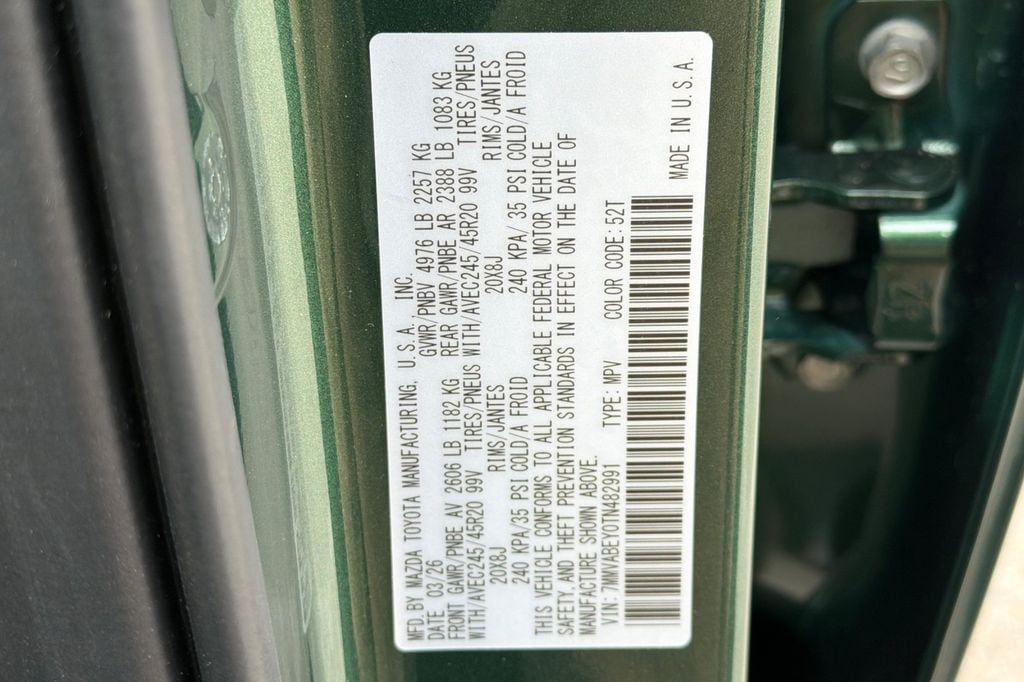 MFD. BY MAZDA TOYOTA MANUFACTURING, U.S.A. INC.
DATE 03/26 GVWR/PNBV 4976 LB 2257 KG
FRONT GAWR/PNBE AV 2606 LB 1182 KG REAR GAWR/PNBE AR 2388 LB 1083 KG
WITH/AVEC245/45R20 99V TIRES/PNEUS WITH/AVEC245/45R20 99V TIRES/PNEUS
20X8J RIMS/JANTES 20X8J RIMS/JANTES
240 KPA/35 PSI COLD/A FROID 240 KPA/ 35 PSI COLD/A FROID
THIS VEHICLE CONFORMS TO ALL APPLICABLE FEDERAL MOTOR VEHICLE
SAFETY, AND THEFT PREVENTION STANDARDS IN EFFECT ON THE DATE OF
MANUFACTURE SHOWN ABOVE.
VIN: 7MMVABEY0TN482991 TYPE: MPV COLOR CODE: 52T
MADE IN U.S.A.